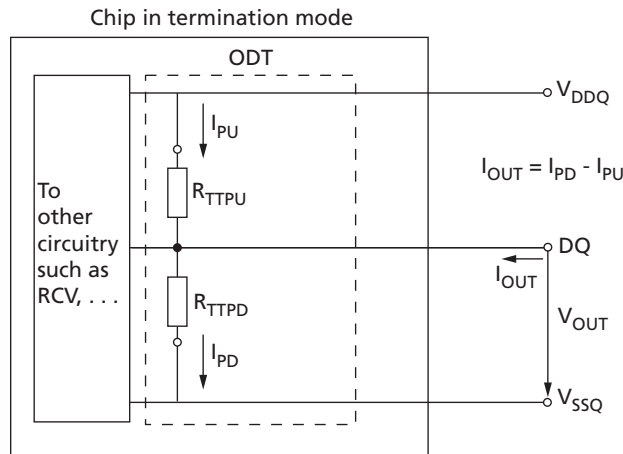 Chip in termination mode
ODT
V_DDQ
I_PU
I_OUT = I_PD - I_PU
R_TTPU
To
other
circuitry
such as
RCV, . . .
DQ
I_OUT
R_TTPD
V_OUT
I_PD
V_SSQ